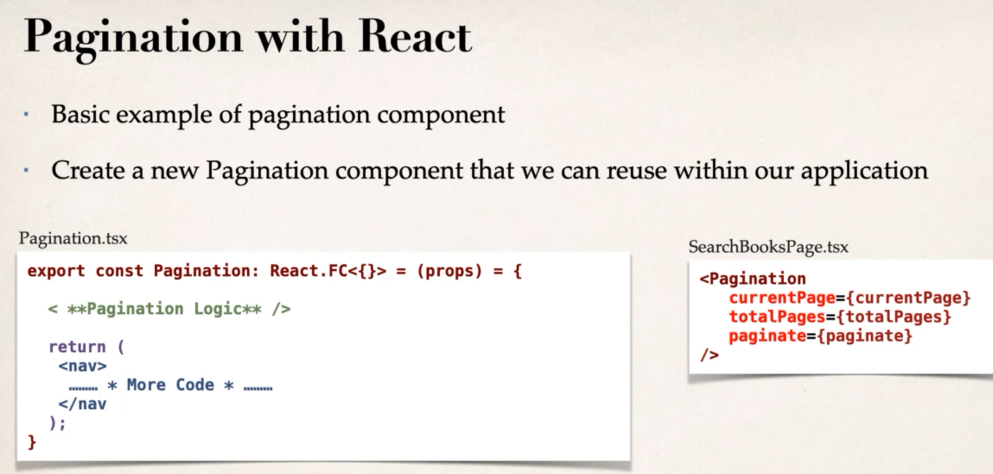 Pagination with React
• Basic example of pagination component
• Create a new Pagination component that we can reuse within our application
Pagination.tsx
export const Pagination: React.FC<{}> = (props) = {
< **Pagination Logic** />
return (
<nav>
……… * More Code * ………
</nav
);
}
SearchBooksPage.tsx
<Pagination
currentPage={currentPage}
totalPages={totalPages}
paginate={paginate}
/>